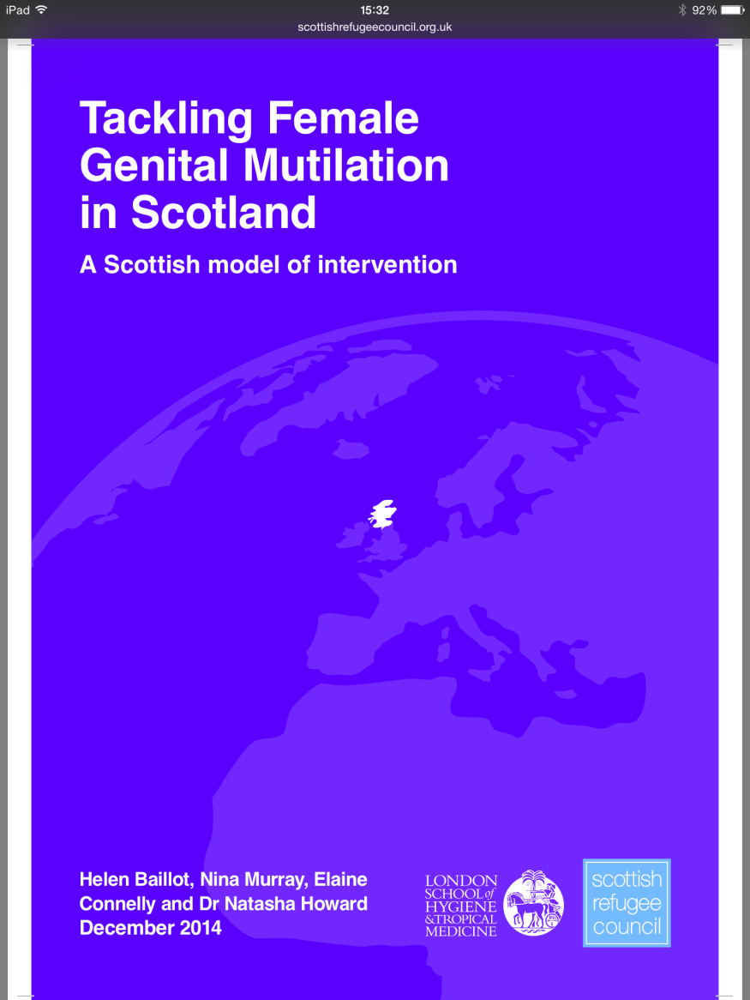 iPad 15:32 92%
scottishrefugeecouncil.org.uk
Tackling Female
Genital Mutilation
in Scotland
A Scottish model of intervention
Helen Baillot, Nina Murray, Elaine
Connelly and Dr Natasha Howard
December 2014
LONDON
SCHOOL of
HYGIENE
&TROPICAL
MEDICINE
scottish
refugee
council